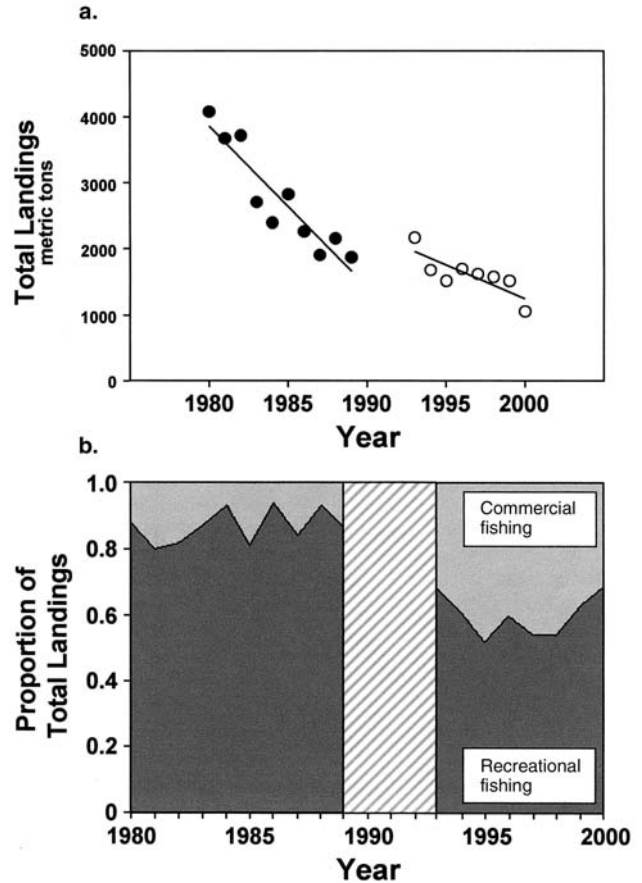 a.
5000
4000
3000
2000
1000
0
Total Landings
metric tons
1980 1985 1990 1995 2000
Year
b.
1.0
0.8
0.6
0.4
0.2
0
Proportion of
Total Landings
Commercial
fishing
Recreational
fishing
1980 1985 1990 1995 2000
Year